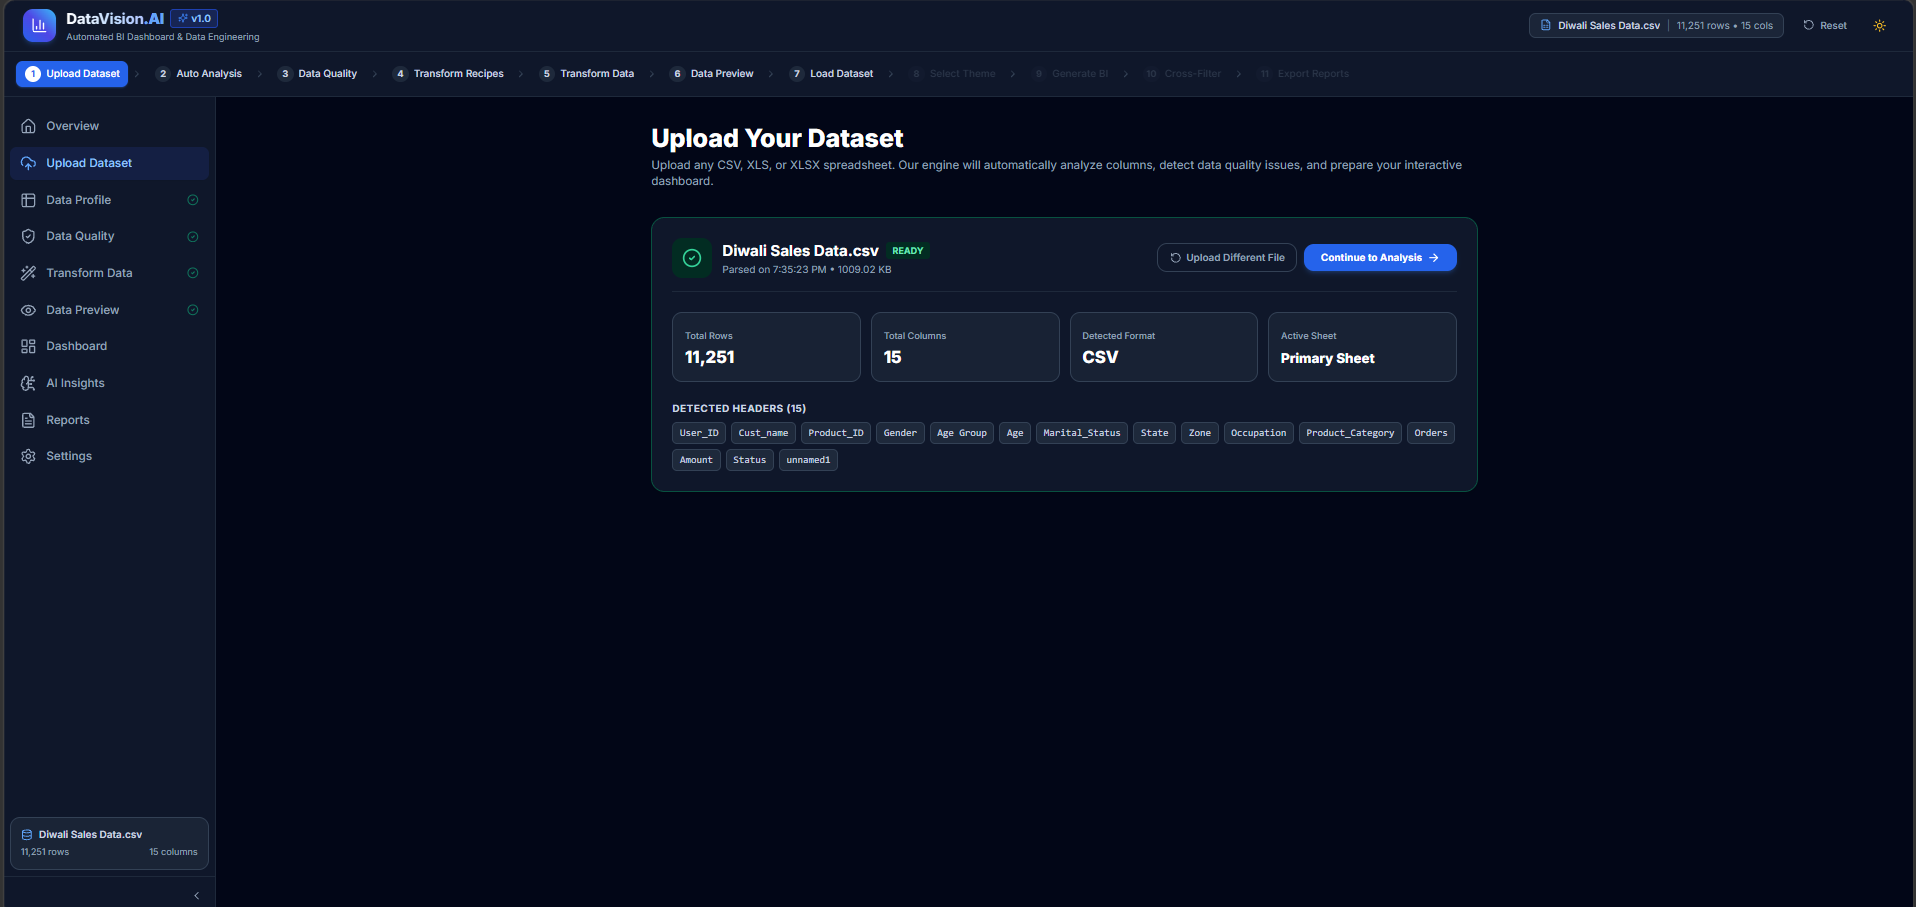 DataVision.AI v1.0
Automated BI Dashboard & Data Engineering
Diwali Sales Data.csv 11,251 rows • 15 cols
Reset
1 Upload Dataset
2 Auto Analysis
3 Data Quality
4 Transform Recipes
5 Transform Data
6 Data Preview
7 Load Dataset
8 Select Theme
9 Generate BI
10 Cross-Filter
11 Export Reports
Overview
Upload Dataset
Data Profile
Data Quality
Transform Data
Data Preview
Dashboard
AI Insights
Reports
Settings
Diwali Sales Data.csv
11,251 rows 15 columns
Upload Your Dataset
Upload any CSV, XLS, or XLSX spreadsheet. Our engine will automatically analyze columns, detect data quality issues, and prepare your interactive
dashboard.
Diwali Sales Data.csv READY
Parsed on 7:35:23 PM • 1009.02 KB
Upload Different File
Continue to Analysis
Total Rows
11,251
Total Columns
15
Detected Format
CSV
Active Sheet
Primary Sheet
DETECTED HEADERS (15)
User_ID Cust_name Product_ID Gender Age Group Age Marital_Status State Zone Occupation Product_Category Orders
Amount Status unnamed1